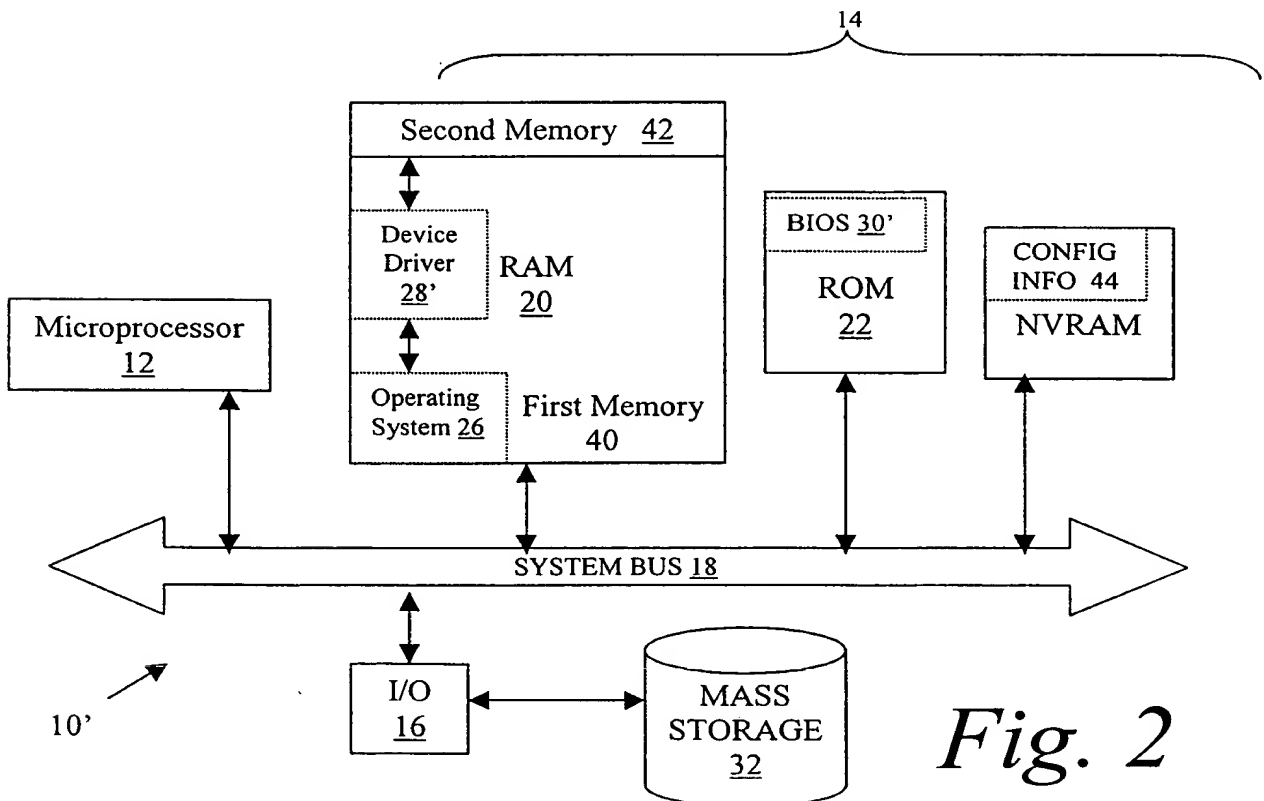 14
Second Memory 42
Device
Driver
28’
RAM
20
Operating
System 26
First Memory
40
Microprocessor
12
BIOS 30’
ROM
22
CONFIG
INFO 44
NVRAM
SYSTEM BUS 18
10’
I/O
16
MASS
STORAGE
32
Fig. 2